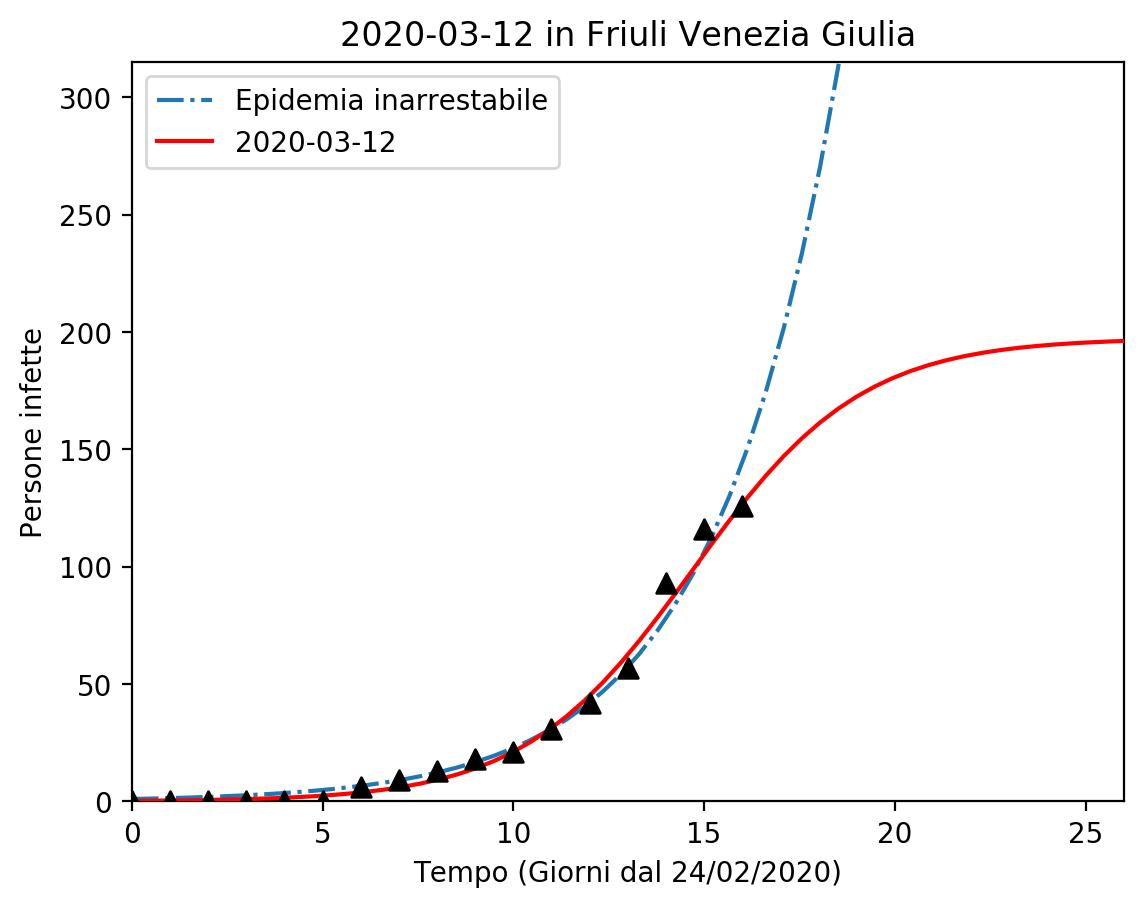 2020-03-12 in Friuli Venezia Giulia
Epidemia inarrestabile
2020-03-12
300
250
200
150
100
50
0
Persone infette
0 5 10 15 20 25
Tempo (Giorni dal 24/02/2020)